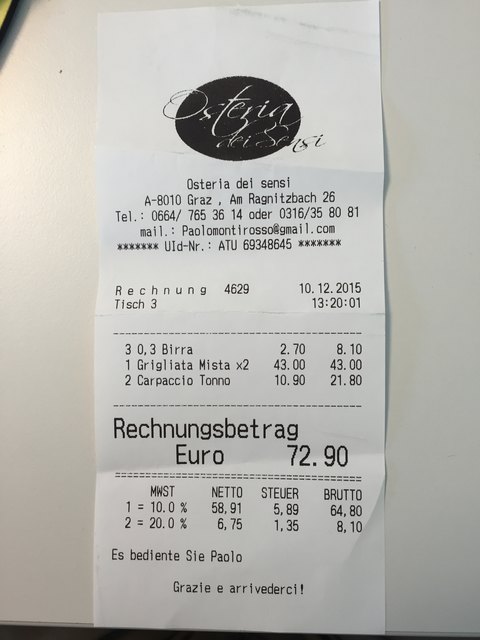 Osteria
dei Sensi
Osteria dei sensi
A-8010 Graz , Am Ragnitzbach 26
Tel.: 0664/ 765 36 14 oder 0316/35 80 81
mail.: Paolomontirosso@gmail.com
******* UId-Nr.: ATU 69348645 *******
Rechnung 4629 10.12.2015
Tisch 3 13:20:01
3 0,3 Birra 2.70 8.10
1 Grigliata Mista x2 43.00 43.00
2 Carpaccio Tonno 10.90 21.80
Rechnungsbetrag
Euro 72.90
MWST NETTO STEUER BRUTTO
1 = 10.0 % 58,91 5,89 64,80
2 = 20.0 % 6,75 1,35 8,10
Es bediente Sie Paolo
Grazie e arrivederci!